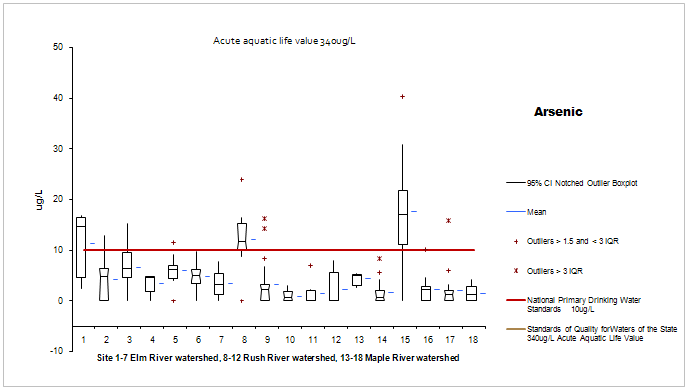 Acute aquatic life value 340ug/L
50
40
30
20
10
0
-10
ug/L
1 2 3 4 5 6 7 8 9 10 11 12 13 14 15 16 17 18
Site 1-7 Elm River watershed, 8-12 Rush River watershed, 13-18 Maple River watershed
Arsenic
95% CI Notched Outlier Boxplot
Mean
Outliers > 1.5 and < 3 IQR
Outliers > 3 IQR
National Primary Drinking Water
Standards 10ug/L
Standards of Quality forWaters of the State
340ug/L Acute Aquatic Life Value